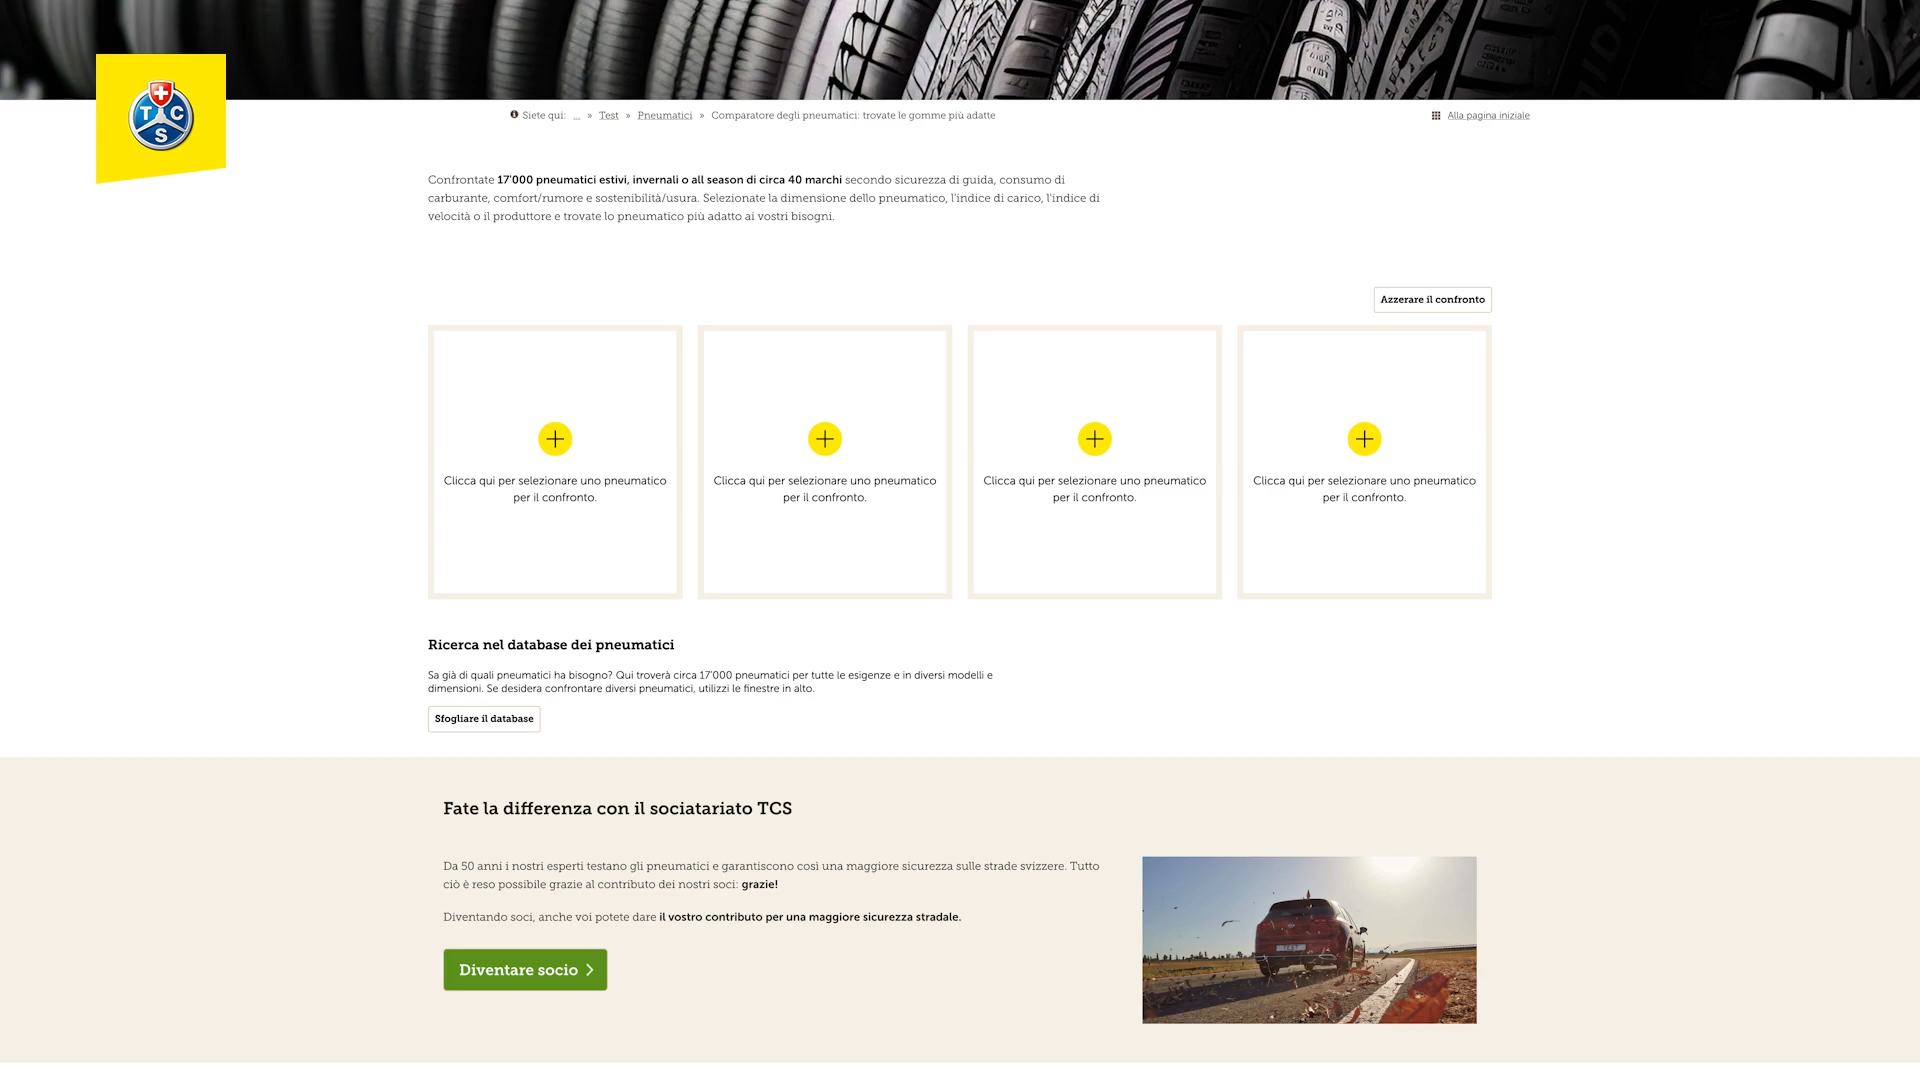 T C S
Siete qui: ... » Test » Pneumatici » Comparatore degli pneumatici: trovate le gomme più adatte
Alla pagina iniziale
Confrontate 17'000 pneumatici estivi, invernali o all season di circa 40 marchi secondo sicurezza di guida, consumo di
carburante, comfort/rumore e sostenibilità/usura. Selezionate la dimensione dello pneumatico, l'indice di carico, l'indice di
velocità o il produttore e trovate lo pneumatico più adatto ai vostri bisogni.
Azzerare il confronto
Clicca qui per selezionare uno pneumatico
per il confronto.
Clicca qui per selezionare uno pneumatico
per il confronto.
Clicca qui per selezionare uno pneumatico
per il confronto.
Clicca qui per selezionare uno pneumatico
per il confronto.
Ricerca nel database dei pneumatici
Sa già di quali pneumatici ha bisogno? Qui troverà circa 17'000 pneumatici per tutte le esigenze e in diversi modelli e
dimensioni. Se desidera confrontare diversi pneumatici, utilizzi le finestre in alto.
Sfogliare il database
Fate la differenza con il sociatariato TCS
Da 50 anni i nostri esperti testano gli pneumatici e garantiscono così una maggiore sicurezza sulle strade svizzere. Tutto
ciò è reso possibile grazie al contributo dei nostri soci: grazie!
Diventando soci, anche voi potete dare il vostro contributo per una maggiore sicurezza stradale.
Diventare socio
TEST